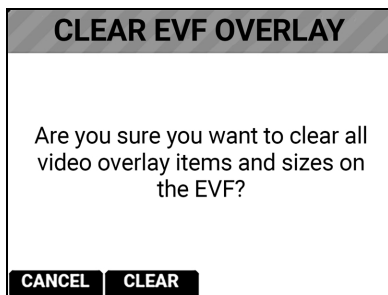 CLEAR EVF OVERLAY
Are you sure you want to clear all
video overlay items and sizes on
the EVF?
CANCEL CLEAR